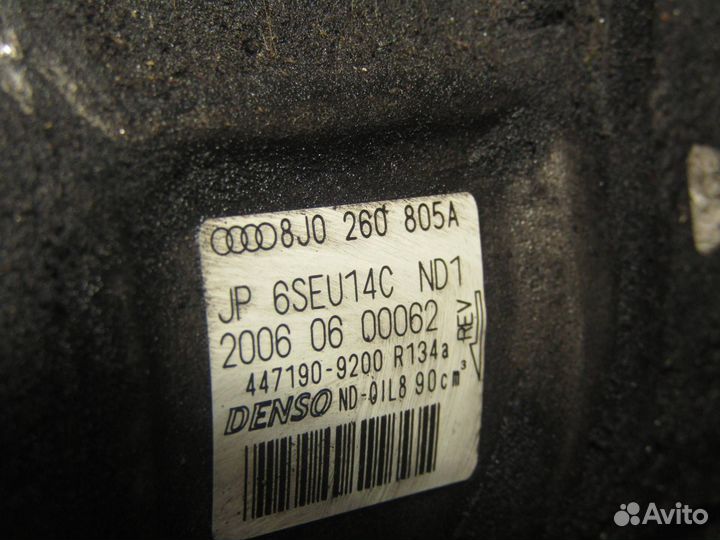 8J0 260 805A
JP 6SEU14C ND1
2006 06 00062
447190-9200 R134a
REV
DENSO ND-OIL8 90cm³
Avito